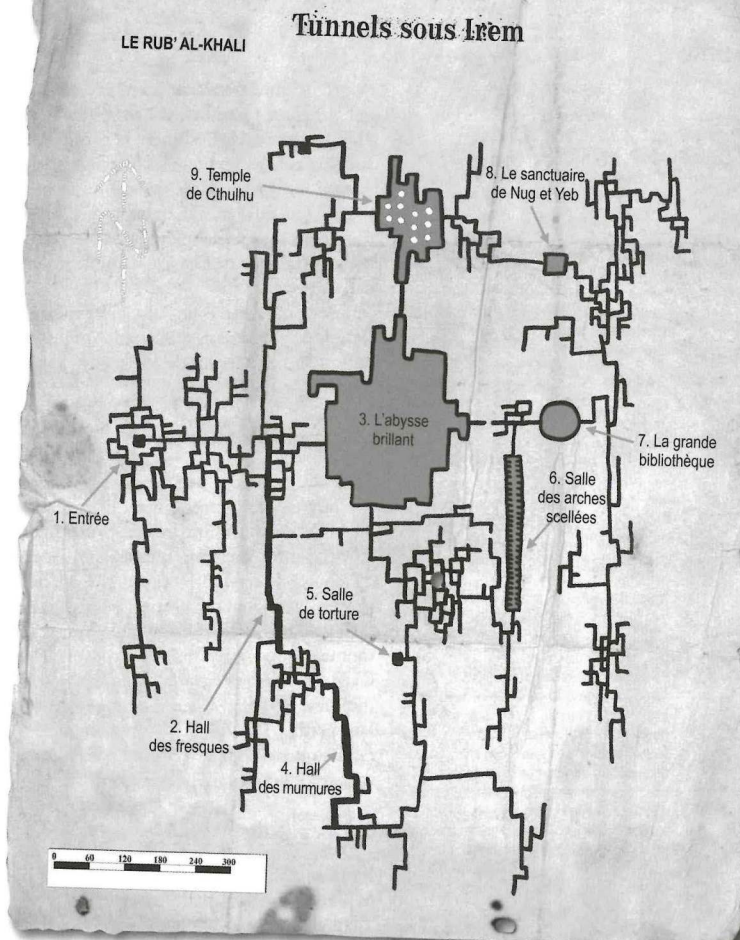 Tunnels sous Irem
LE RUB' AL-KHALI
9. Temple
de Cthulhu
8. Le sanctuaire
de Nug et Yeb
3. L'abysse
brillant
7. La grande
bibliothèque
6. Salle
des arches
scellées
1. Entrée
5. Salle
de torture
2. Hall
des fresques
4. Hall
des murmures
0 60 120 180 240 300